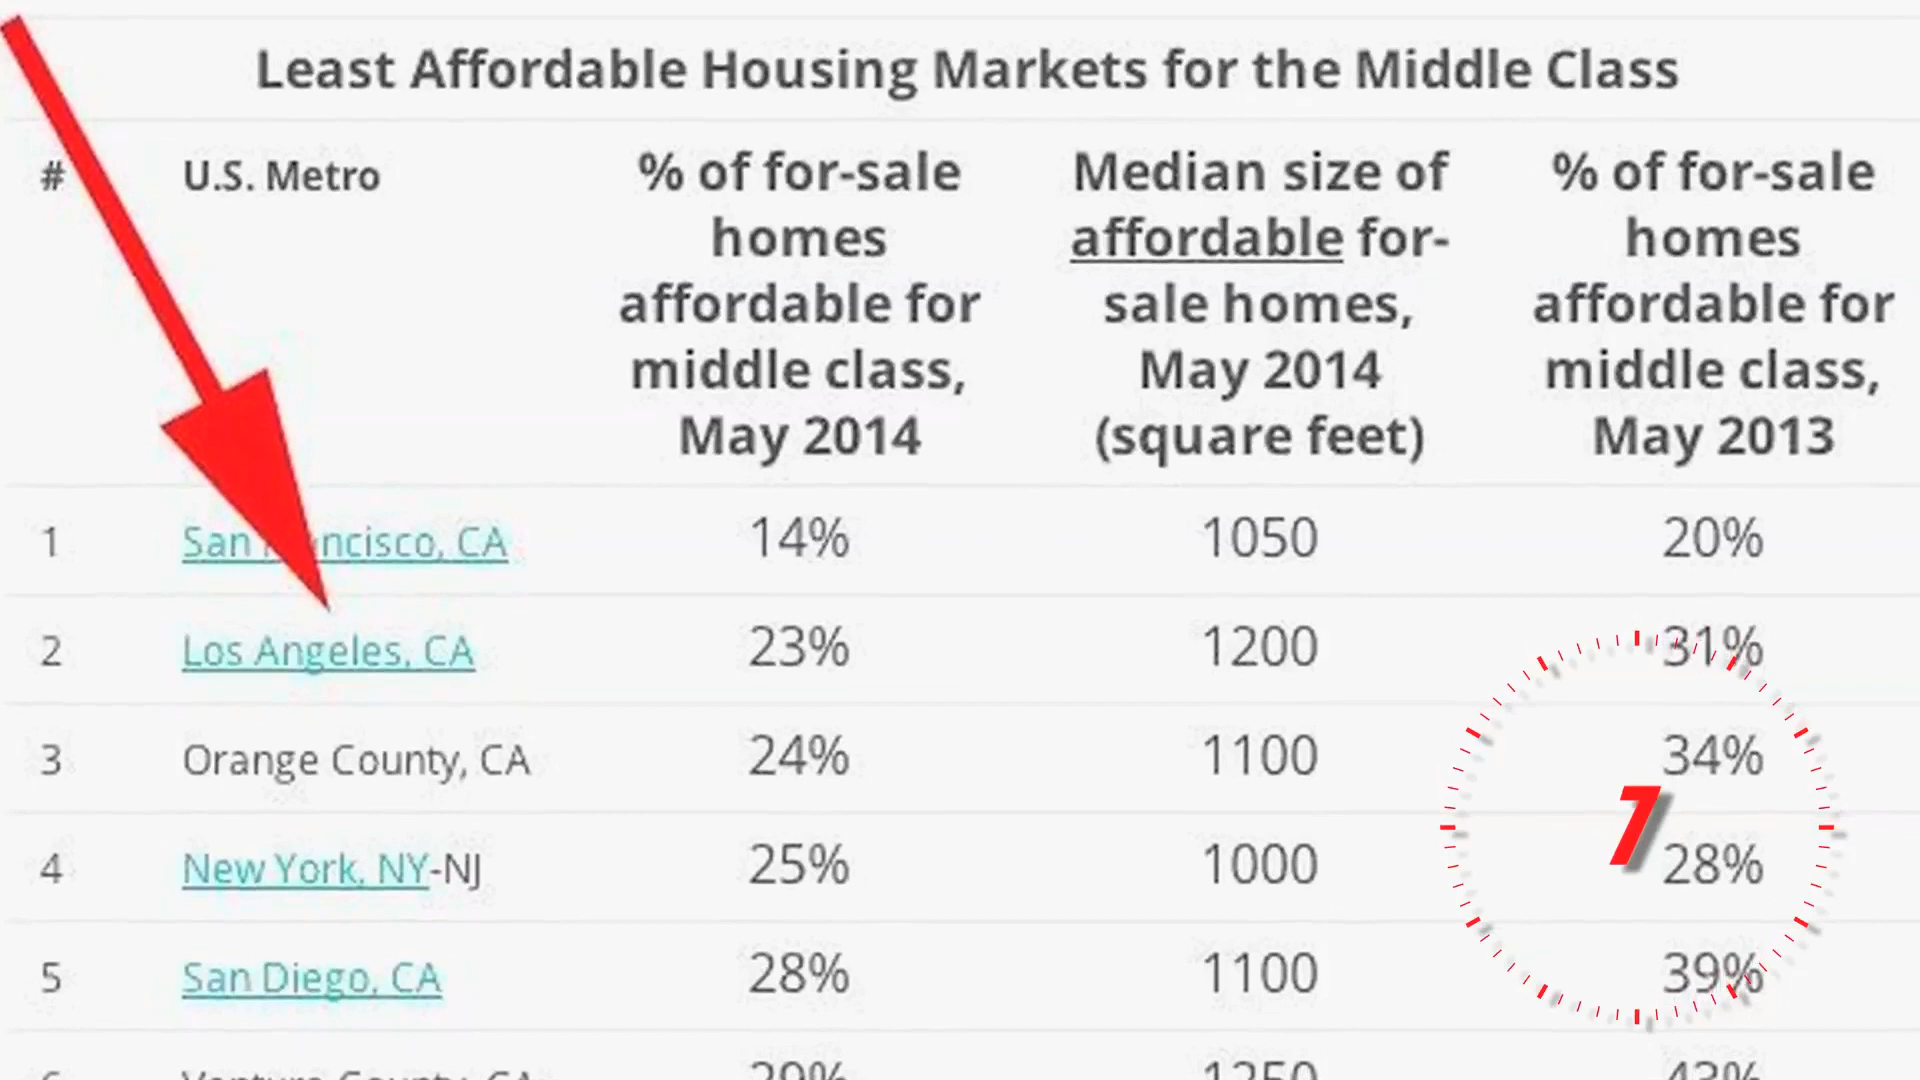 Least Affordable Housing Markets for the Middle Class
# U.S. Metro % of for-sale homes affordable for middle class, May 2014 Median size of affordable for-sale homes, May 2014 (square feet) % of for-sale homes affordable for middle class, May 2013
1 San Francisco, CA 14% 1050 20%
2 Los Angeles, CA 23% 1200 31%
3 Orange County, CA 24% 1100 34%
4 New York, NY-NJ 25% 1000 28%
5 San Diego, CA 28% 1100 39%
1